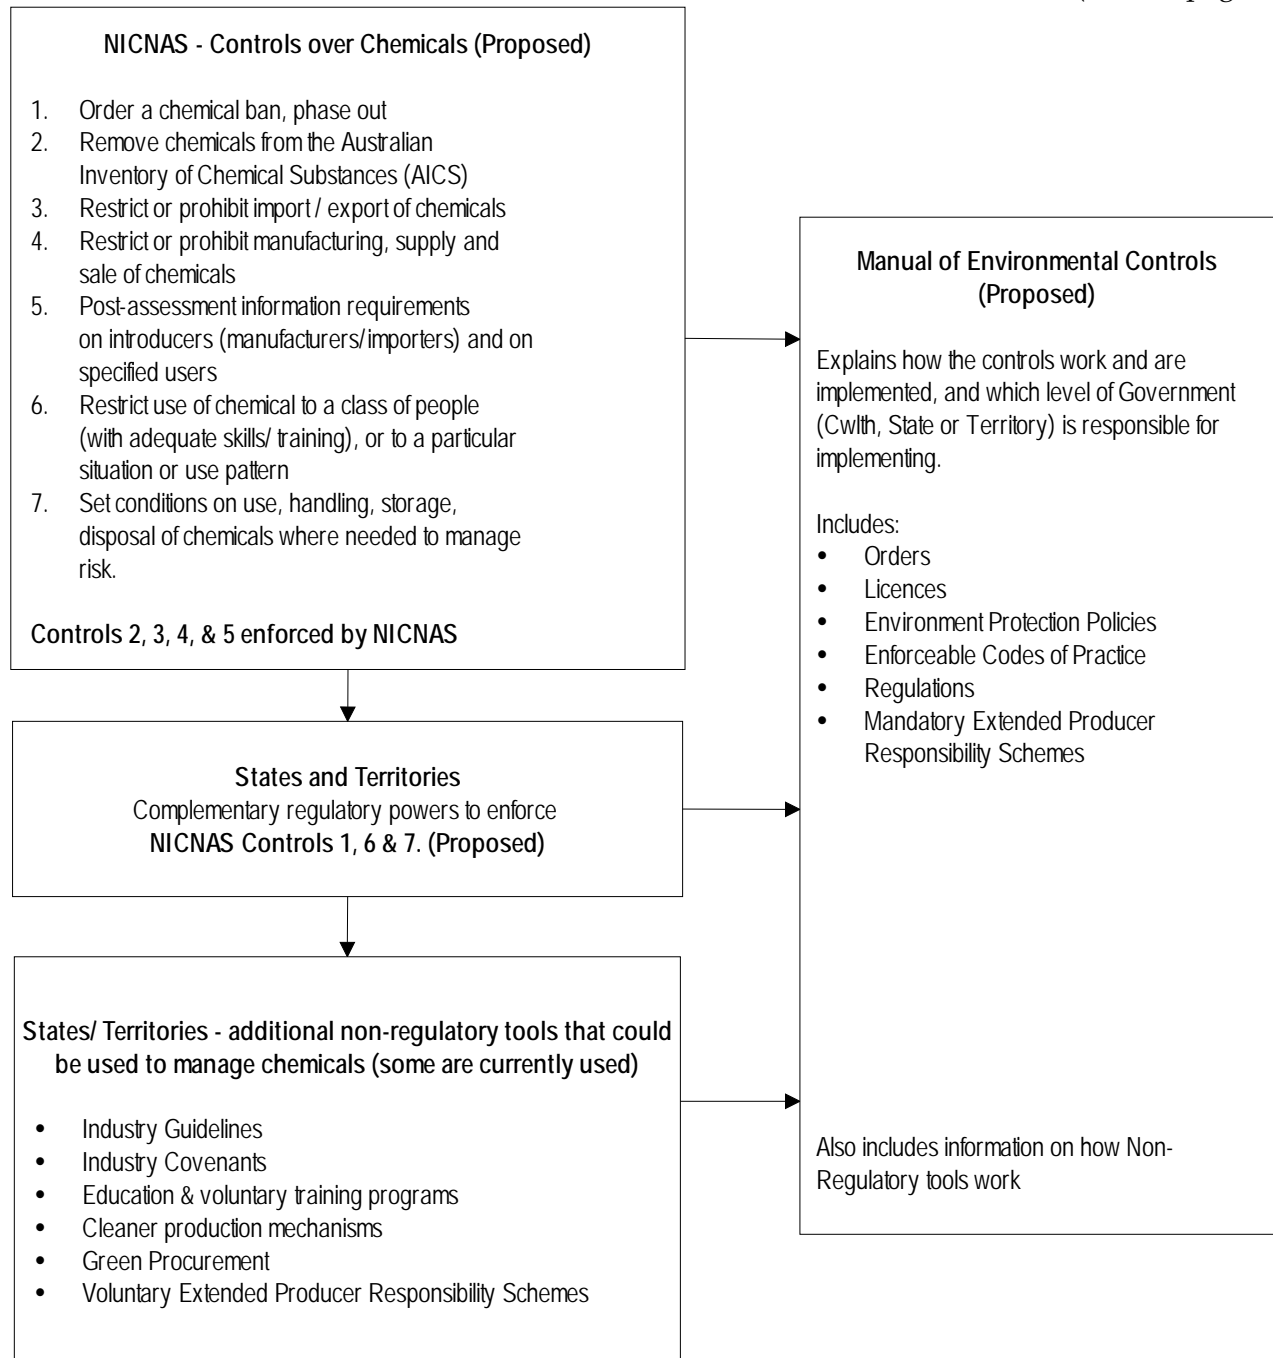 NICNAS - Controls over Chemicals (Proposed)
1. Order a chemical ban, phase out
2. Remove chemicals from the Australian
Inventory of Chemical Substances (AICS)
3. Restrict or prohibit import / export of chemicals
4. Restrict or prohibit manufacturing, supply and
sale of chemicals
5. Post-assessment information requirements
on introducers (manufacturers/importers) and on
specified users
6. Restrict use of chemical to a class of people
(with adequate skills/ training), or to a particular
situation or use pattern
7. Set conditions on use, handling, storage,
disposal of chemicals where needed to manage
risk.
Controls 2, 3, 4, & 5 enforced by NICNAS
States and Territories
Complementary regulatory powers to enforce
NICNAS Controls 1, 6 & 7. (Proposed)
States/ Territories - additional non-regulatory tools that could
be used to manage chemicals (some are currently used)
• Industry Guidelines
• Industry Covenants
• Education & voluntary training programs
• Cleaner production mechanisms
• Green Procurement
• Voluntary Extended Producer Responsibility Schemes
Manual of Environmental Controls
(Proposed)
Explains how the controls work and are
implemented, and which level of Government
(Cwlth, State or Territory) is responsible for
implementing.
Includes:
• Orders
• Licences
• Environment Protection Policies
• Enforceable Codes of Practice
• Regulations
• Mandatory Extended Producer
Responsibility Schemes
Also includes information on how Non-
Regulatory tools work